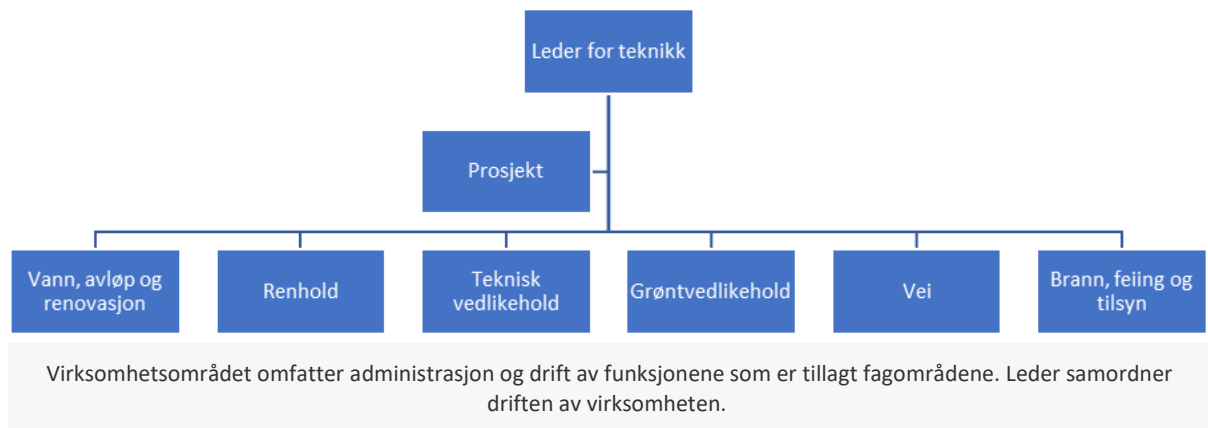 Leder for teknikk
Prosjekt
Vann, avløp og
renovasjon
Renhold
Teknisk
vedlikehold
Grøntvedlikehold
Vei
Brann, feiing og
tilsyn
Virksomhetsområdet omfatter administrasjon og drift av funksjonene som er tillagt fagområdene. Leder samordner
driften av virksomheten.